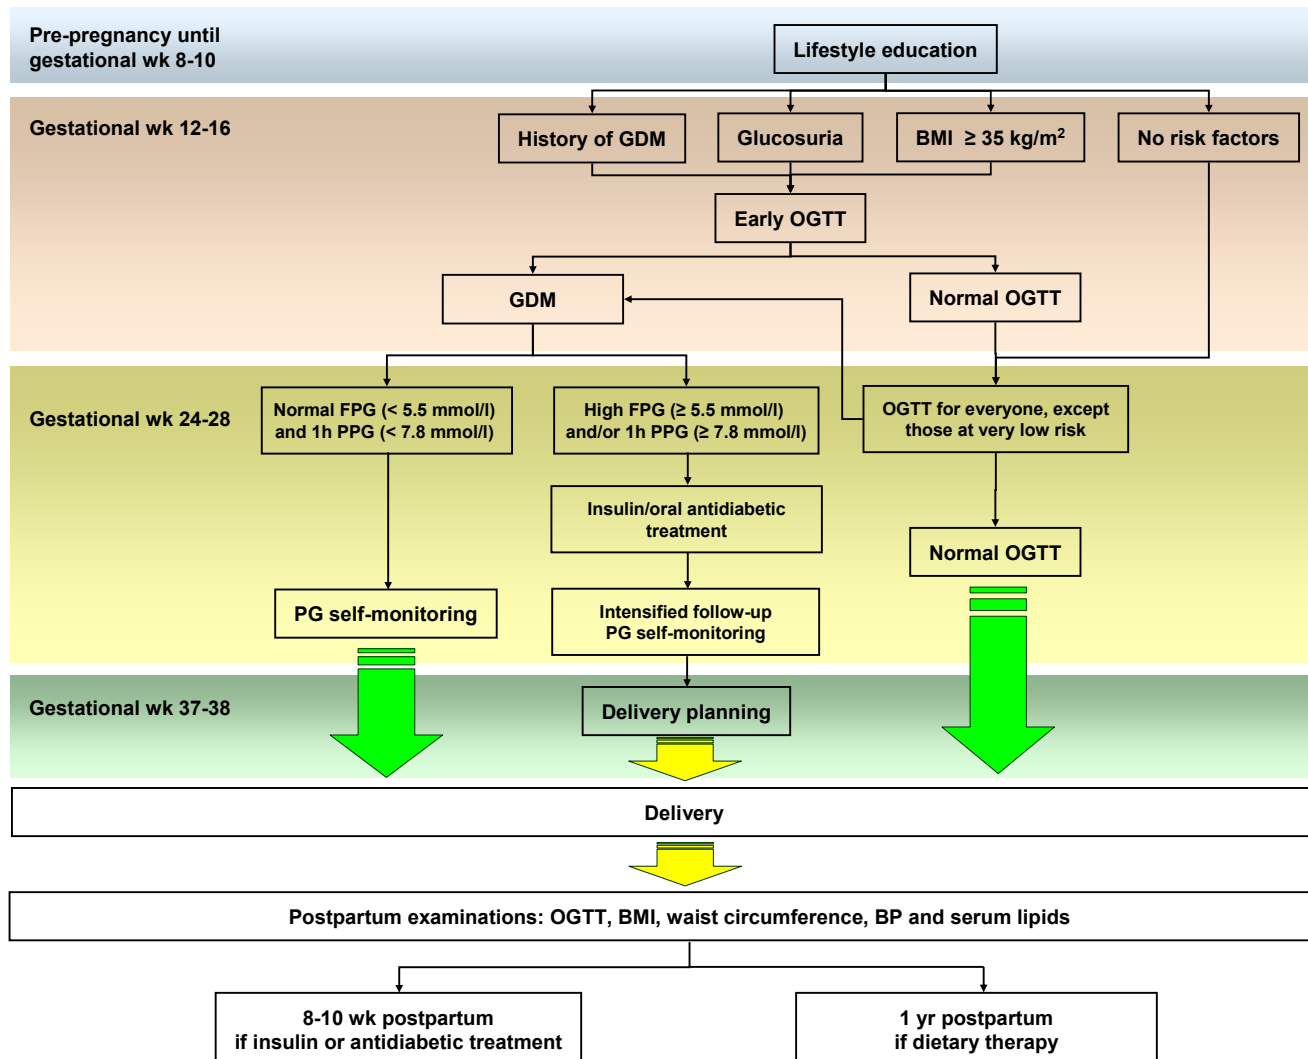 Pre-pregnancy until
gestational wk 8-10
Lifestyle education
Gestational wk 12-16
History of GDM
Glucosuria
BMI ≥ 35 kg/m²
No risk factors
Early OGTT
GDM
Normal OGTT
Gestational wk 24-28
Normal FPG (< 5.5 mmol/l)
and 1h PPG (< 7.8 mmol/l)
High FPG (≥ 5.5 mmol/l)
and/or 1h PPG (≥ 7.8 mmol/l)
OGTT for everyone, except
those at very low risk
Insulin/oral antidiabetic
treatment
Normal OGTT
PG self-monitoring
Intensified follow-up
PG self-monitoring
Gestational wk 37-38
Delivery planning
Delivery
Postpartum examinations: OGTT, BMI, waist circumference, BP and serum lipids
8-10 wk postpartum
if insulin or antidiabetic treatment
1 yr postpartum
if dietary therapy